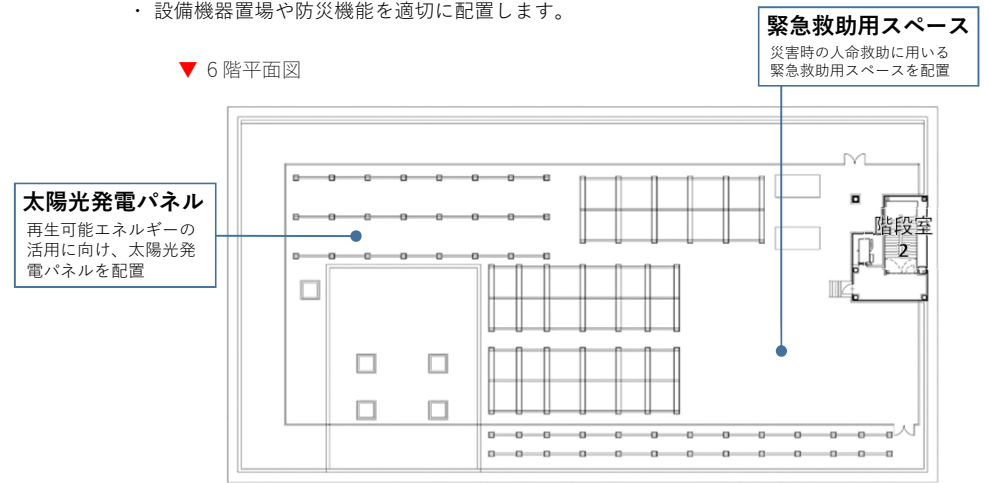 ・ 設備機器置場や防災機能を適切に配置します。
緊急救助用スペース
災害時の人命救助に用いる
緊急救助用スペースを配置
▼ 6階平面図
太陽光発電パネル
再生可能エネルギーの
活用に向け、太陽光発
電パネルを配置
階段室
2